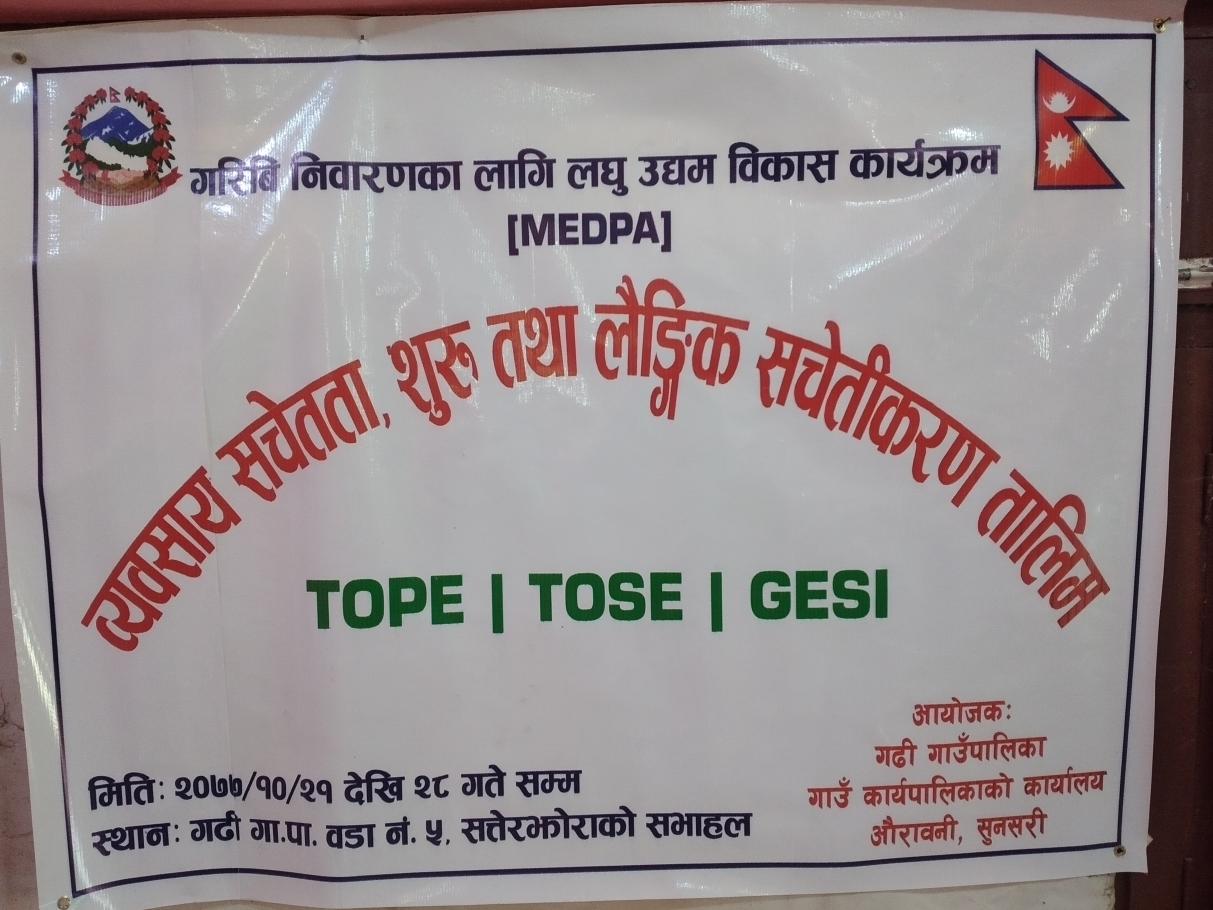 गरिबि निवारणका लागि लघु उद्यम विकास कार्यक्रम
[MEDPA]
व्यवसाय सचेतता, शुरू तथा लैङ्गिक सचेतीकरण तालिम
TOPE | TOSE | GESI
मितिः २०७७/१०/२१ देखि २८ गते सम्म
स्थानः गढी गा.पा. वडा नं. ५, सत्तेरझोराको सभाहल
आयोजकः
गढी गाउँपालिका
गाउँ कार्यपालिकाको कार्यालय
औरावनी, सुनसरी